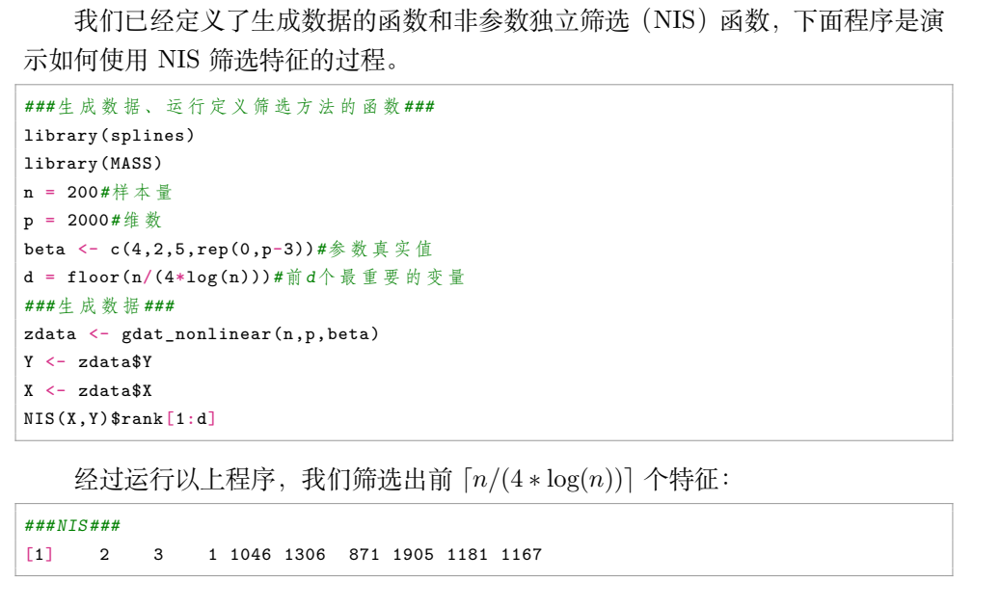 我们已经定义了生成数据的函数和非参数独立筛选（NIS）函数，下面程序是演
示如何使用 NIS 筛选特征的过程。
###生成数据、运行定义筛选方法的函数###
library(splines)
library(MASS)
n = 200#样本量
p = 2000#维数
beta <- c(4,2,5,rep(0,p-3))#参数真实值
d = floor(n/(4*log(n)))#前d个最重要的变量
###生成数据###
zdata <- gdat_nonlinear(n,p,beta)
Y <- zdata$Y
X <- zdata$X
NIS(X,Y)$rank[1:d]
经过运行以上程序，我们筛选出前 ⌈n/(4 * log(n))⌉ 个特征：
###NIS###
[1] 2 3 1 1046 1306 871 1905 1181 1167